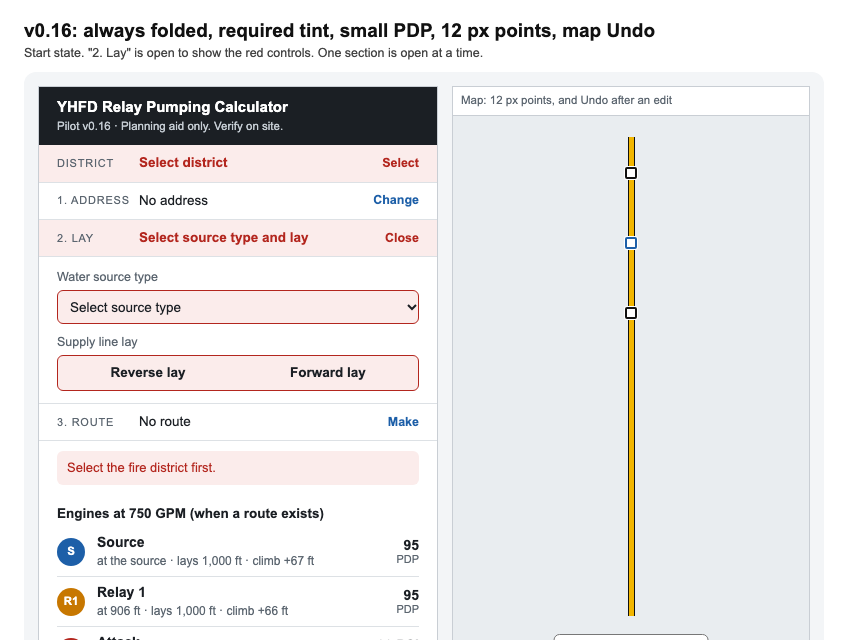 v0.16: always folded, required tint, small PDP, 12 px points, map Undo
Start state. "2. Lay" is open to show the red controls. One section is open at a time.
YHFD Relay Pumping Calculator
Pilot v0.16 · Planning aid only. Verify on site.
DISTRICT Select district Select
1. ADDRESS No address Change
2. LAY Select source type and lay Close
Water source type
Select source type
Supply line lay
Reverse lay Forward lay
3. ROUTE No route Make
Select the fire district first.
Engines at 750 GPM (when a route exists)
S Source 95
at the source · lays 1,000 ft · climb +67 ft PDP
R1 Relay 1 95
at 906 ft · lays 1,000 ft · climb +66 ft PDP
Map: 12 px points, and Undo after an edit